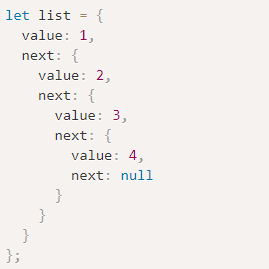 let list = {
  value: 1,
  next: {
    value: 2,
    next: {
      value: 3,
      next: {
        value: 4,
        next: null
      }
    }
  }
};